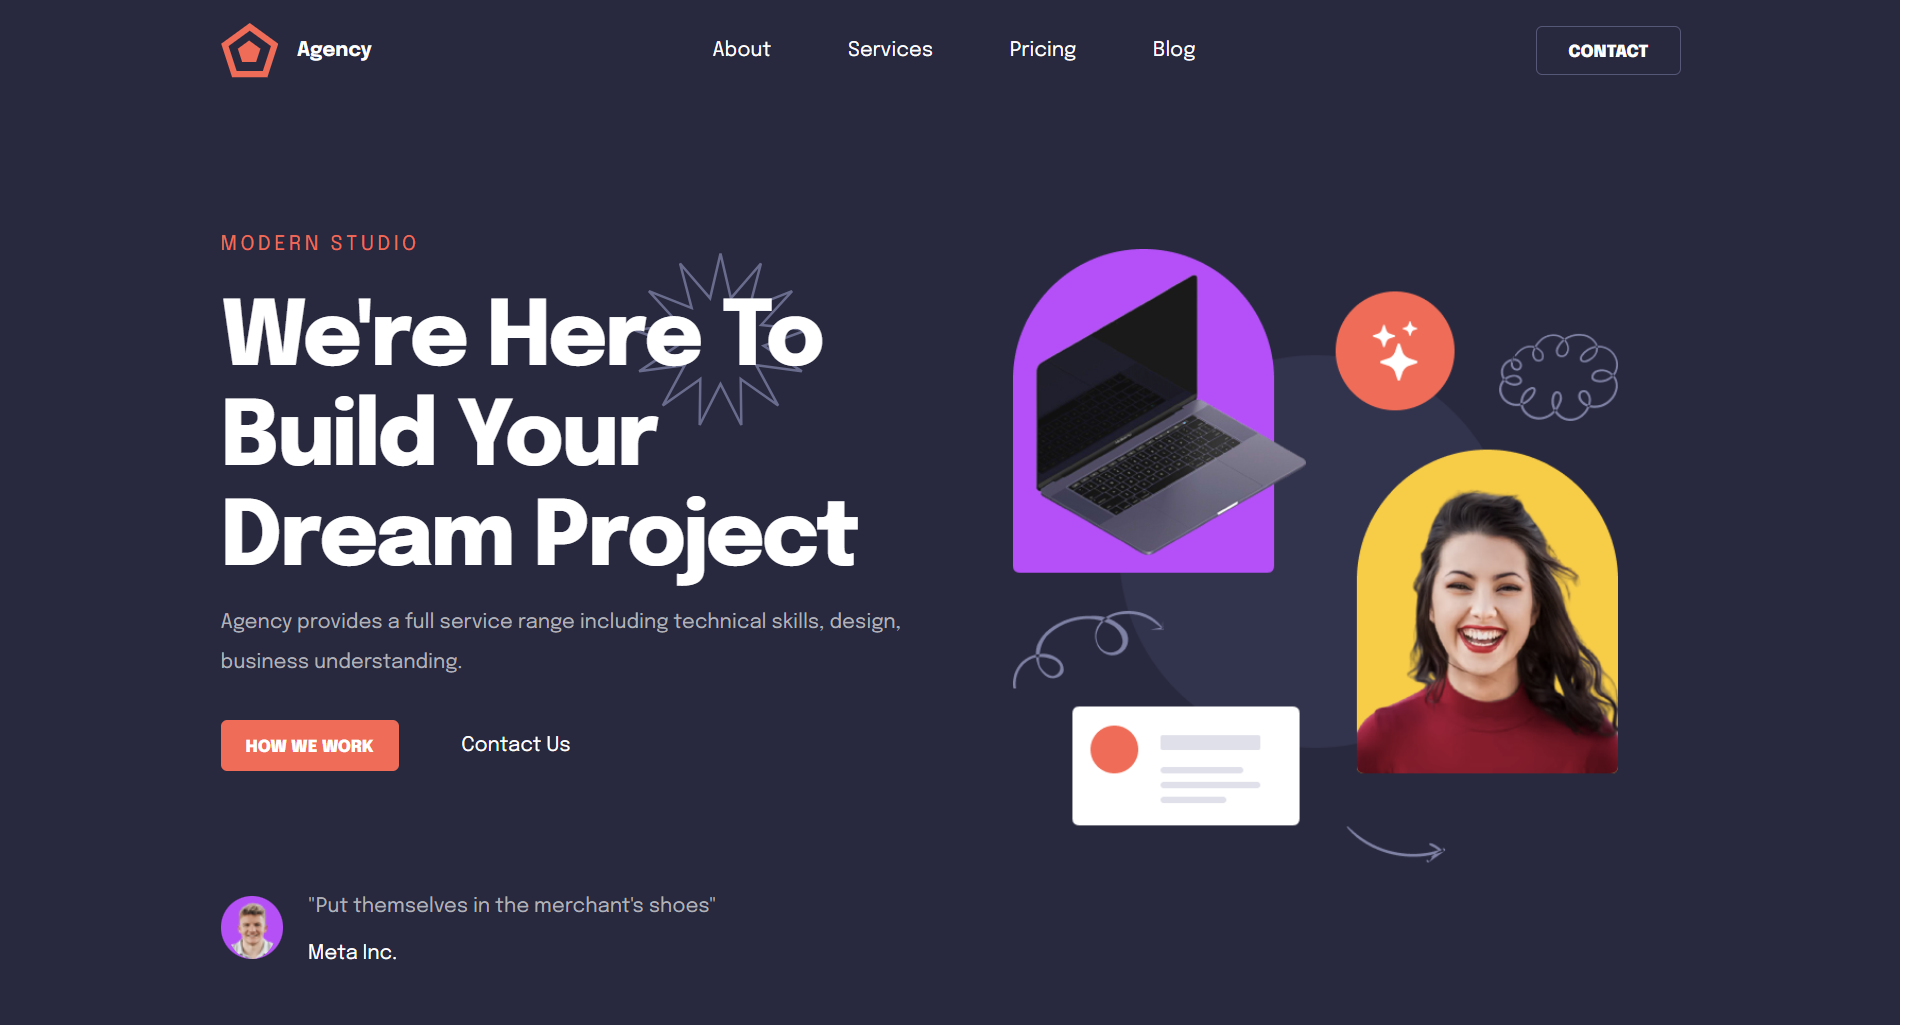 Agency
About
Services
Pricing
Blog
CONTACT
MODERN STUDIO
We're Here To
Build Your
Dream Project
Agency provides a full service range including technical skills, design,
business understanding.
HOW WE WORK
Contact Us
"Put themselves in the merchant's shoes"
Meta Inc.